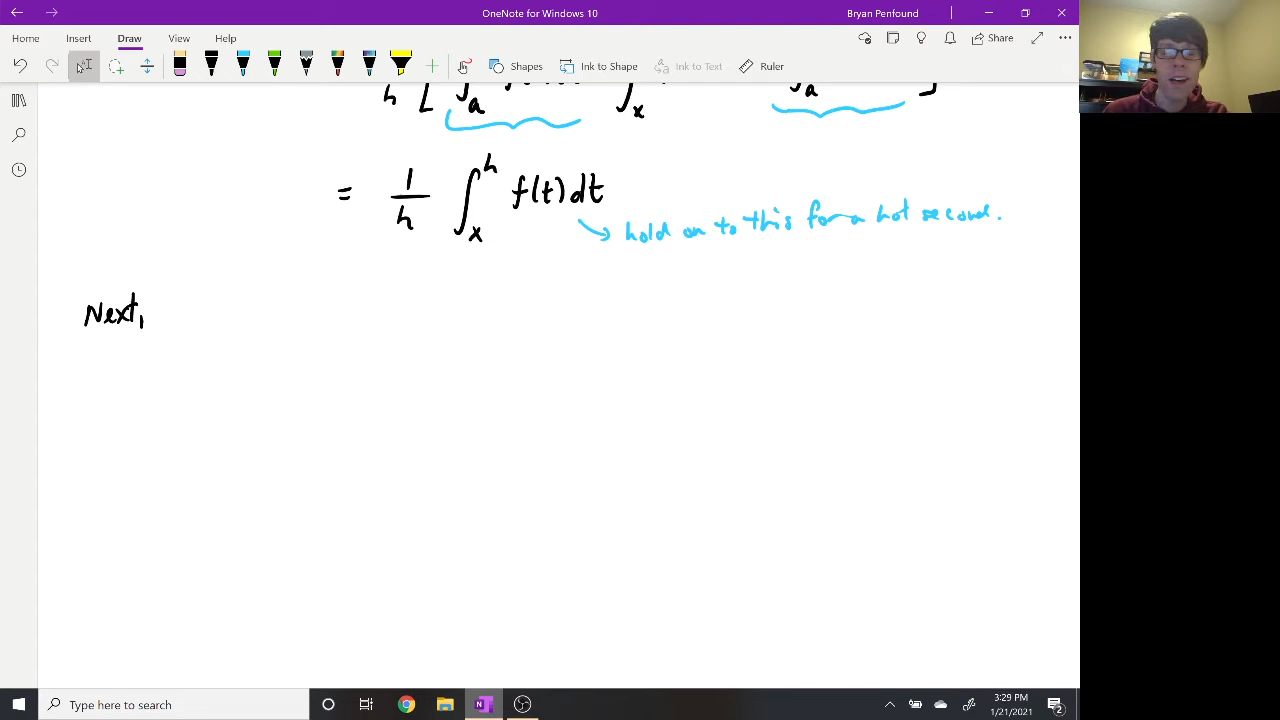 OneNote for Windows 10
Bryan Penfound
Home Insert Draw View Help
Share
Shapes Ink to Shape Ink to Text Ruler
h [ ∫a ∫x ∫a ]
= 1/h ∫_x^h f(t)dt
hold on to this for a hot second.
Next,
Type here to search
3:29 PM
1/21/2021
2